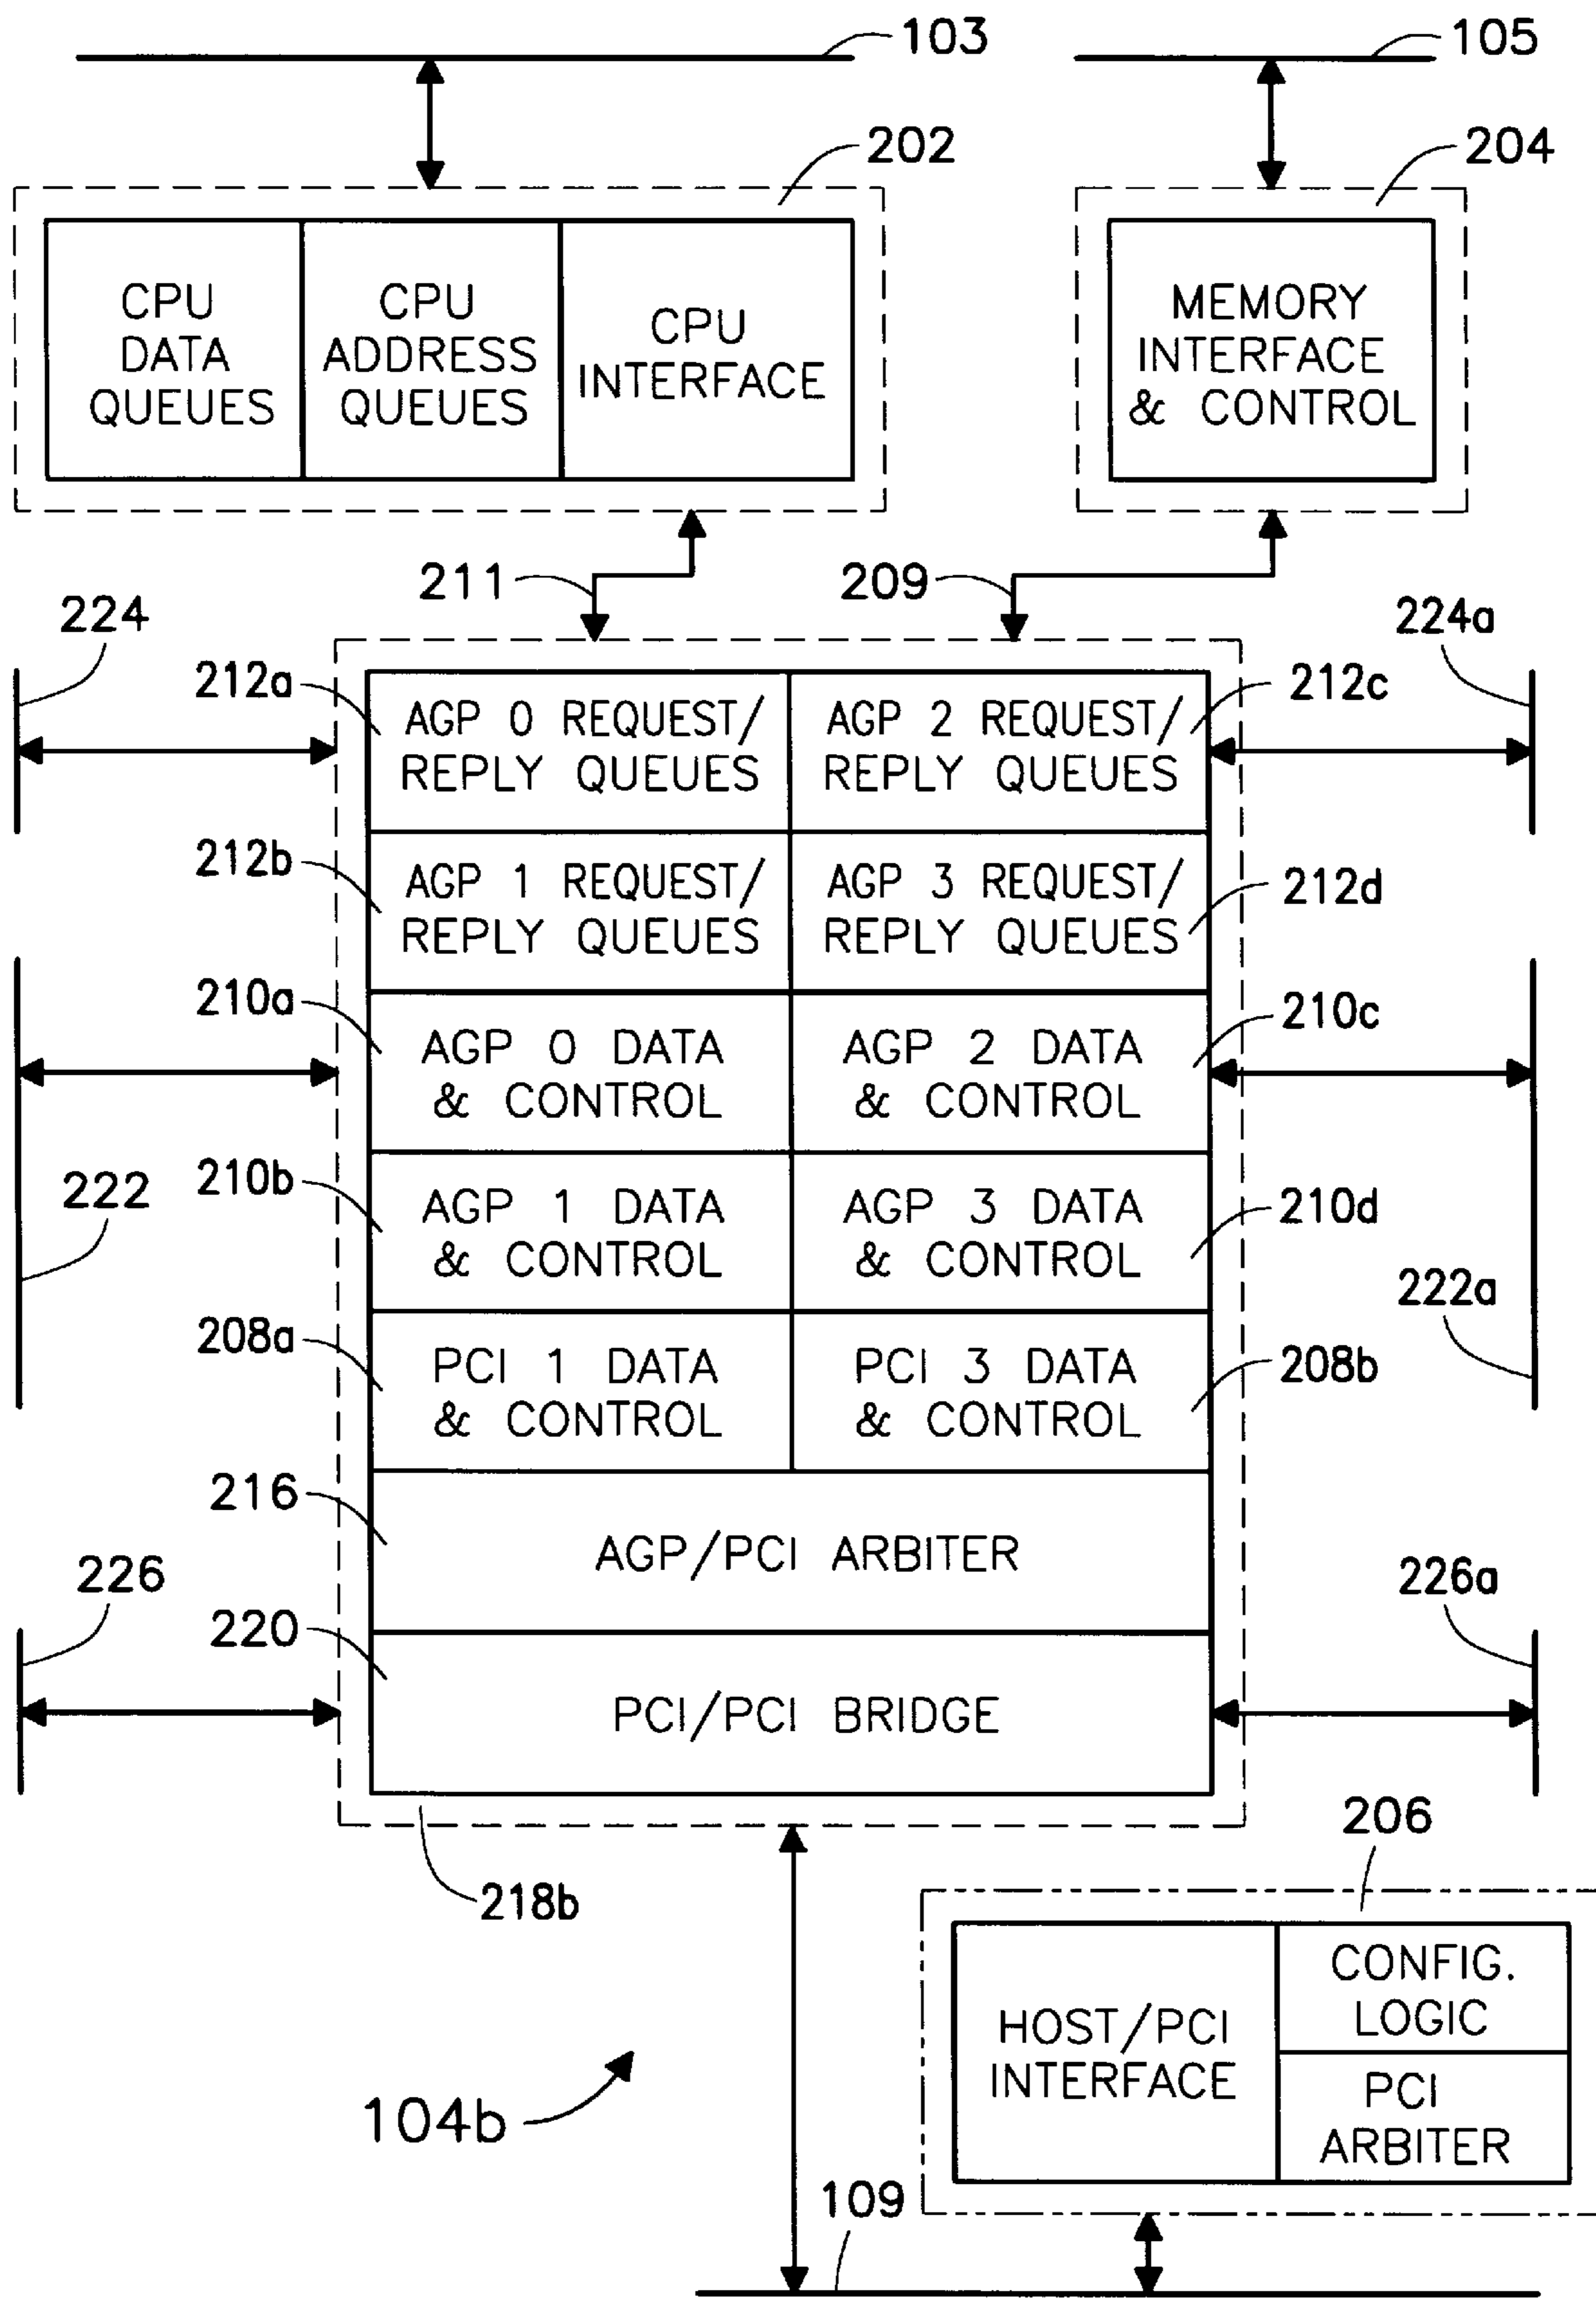 103
105
202
204
CPU
DATA
QUEUES
CPU
ADDRESS
QUEUES
CPU
INTERFACE
MEMORY
INTERFACE
& CONTROL
211
209
224
224a
212a
AGP 0 REQUEST/
REPLY QUEUES
AGP 2 REQUEST/
REPLY QUEUES
212c
212b
AGP 1 REQUEST/
REPLY QUEUES
AGP 3 REQUEST/
REPLY QUEUES
212d
210a
AGP 0 DATA
& CONTROL
AGP 2 DATA
& CONTROL
210c
222
210b
AGP 1 DATA
& CONTROL
AGP 3 DATA
& CONTROL
210d
222a
208a
PCI 1 DATA
& CONTROL
PCI 3 DATA
& CONTROL
208b
216
AGP/PCI ARBITER
226
226a
220
PCI/PCI BRIDGE
218b
206
HOST/PCI
INTERFACE
CONFIG.
LOGIC
PCI
ARBITER
104b
109